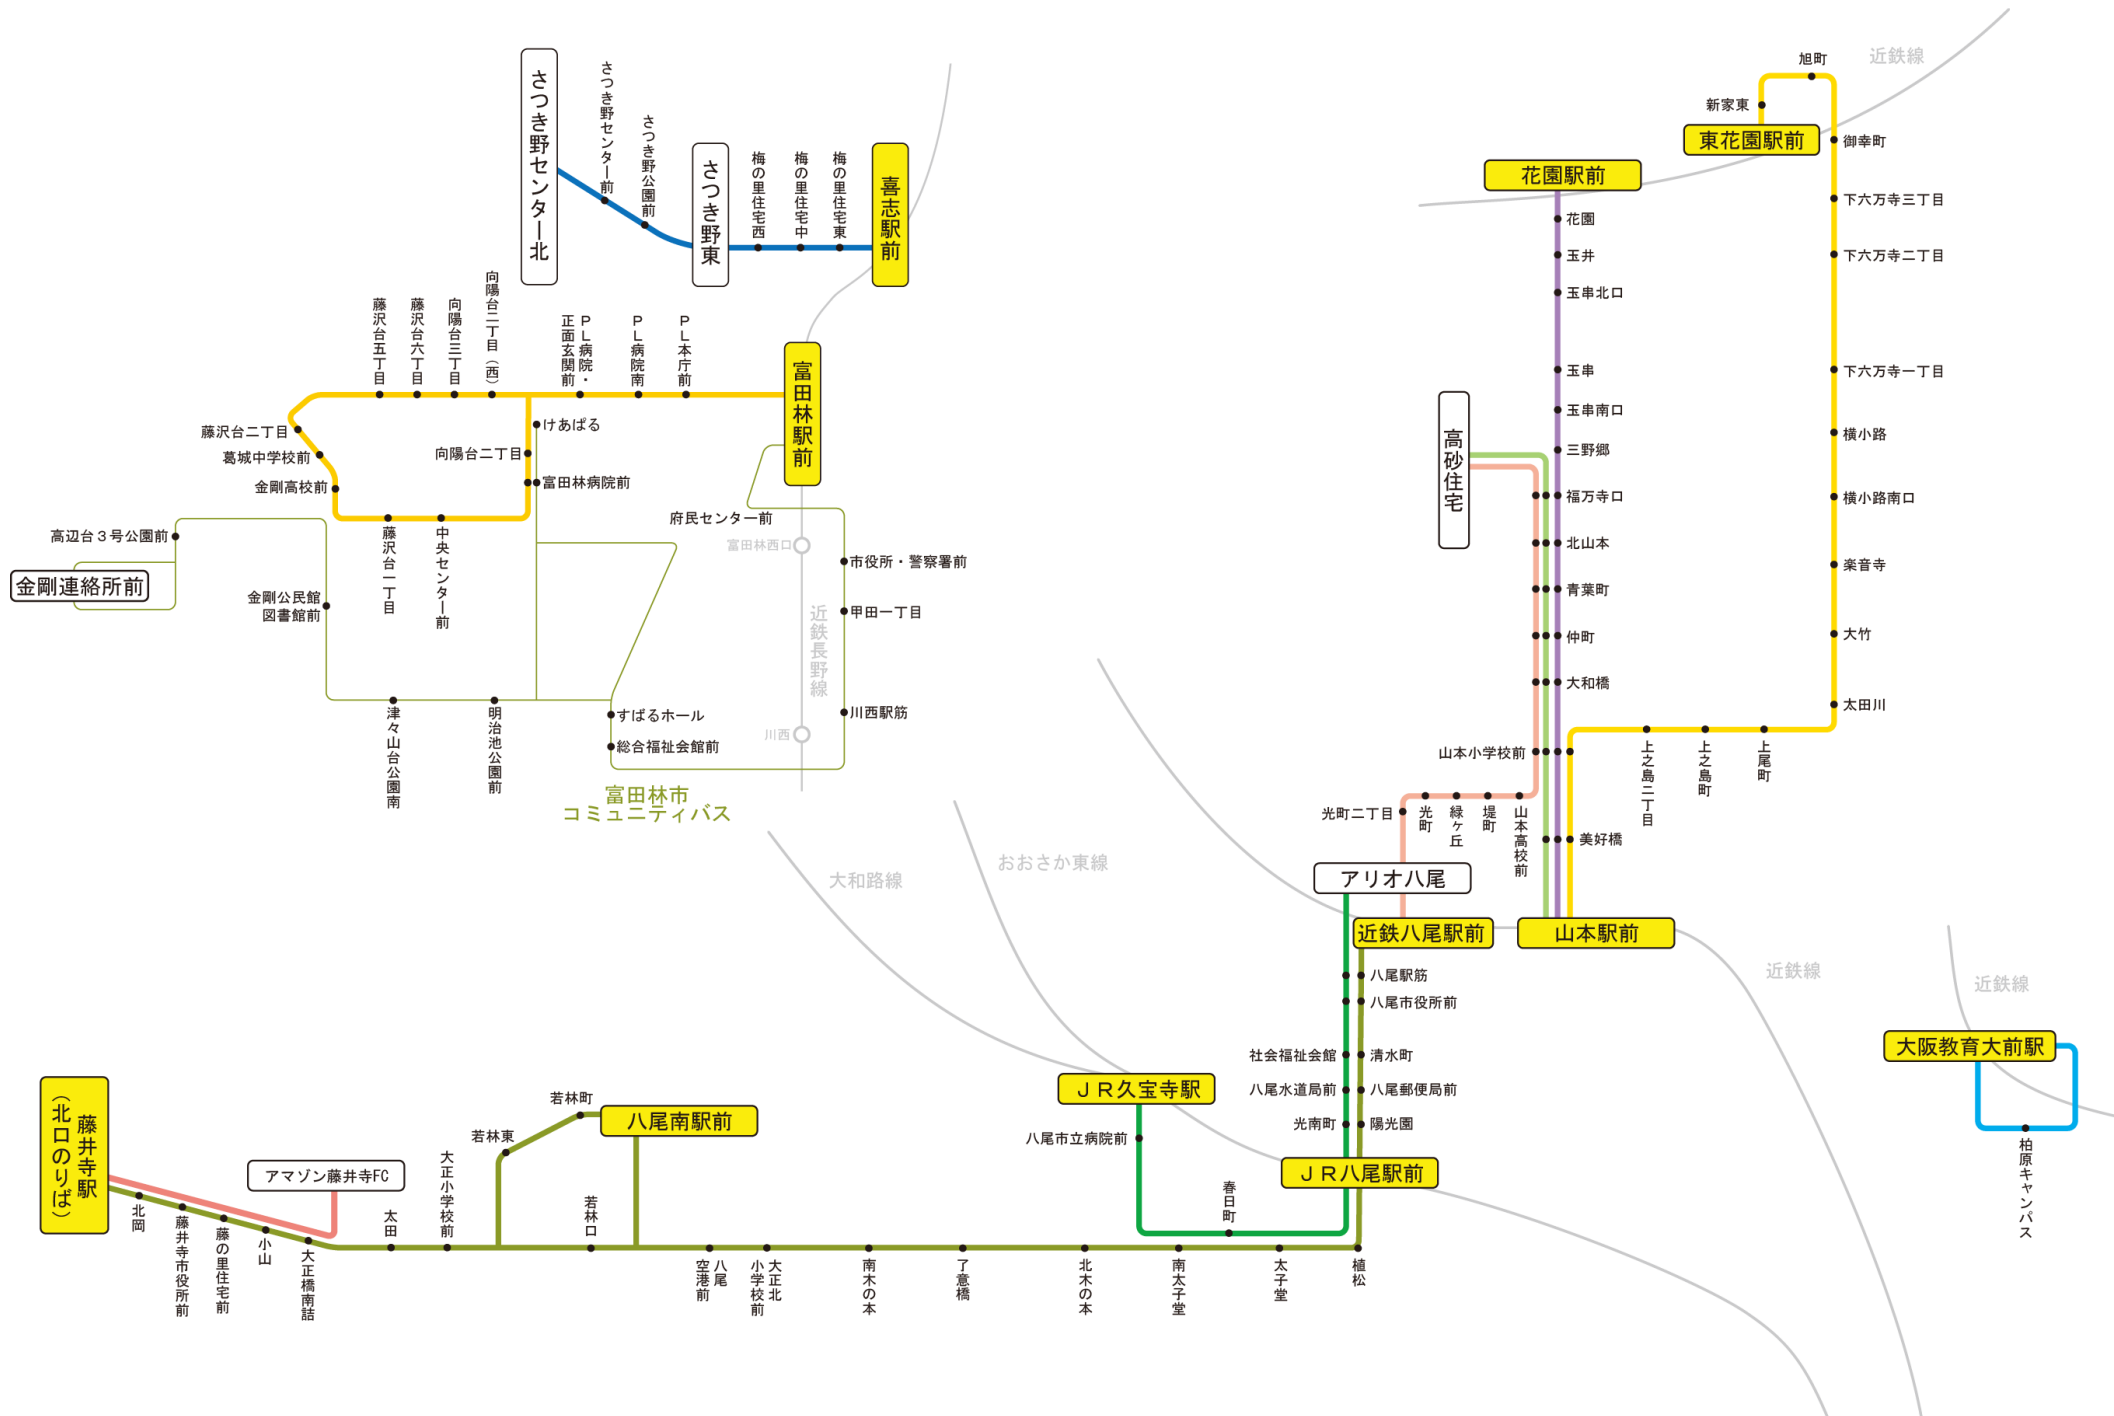 さつき野センター北
さつき野センター前
さつき野公園前
さつき野東
梅の里住宅西
梅の里住宅中
梅の里住宅東
喜志駅前
藤沢台五丁目
藤沢台六丁目
向陽台三丁目
向陽台二丁目（西）
ＰＬ病院・
正面玄関前
ＰＬ病院南
ＰＬ本庁前
富田林駅前
藤沢台二丁目
葛城中学校前
金剛高校前
藤沢台一丁目
中央センター前
向陽台二丁目
けあぱる
富田林病院前
高辺台３号公園前
金剛連絡所前
金剛公民館
図書館前
津々山台公園南
明治池公園前
すばるホール
総合福祉会館前
府民センター前
富田林西口
市役所・警察署前
甲田一丁目
近鉄長野線
川西駅筋
川西
富田林市
コミュニティバス
近鉄線
旭町
新家東
東花園駅前
御幸町
下六万寺三丁目
下六万寺二丁目
下六万寺一丁目
横小路
横小路南口
楽音寺
大竹
太田川
上尾町
上之島町
上之島二丁目
花園駅前
花園
玉井
玉串北口
玉串
玉串南口
三野郷
高砂住宅
福万寺口
北山本
青葉町
仲町
大和橋
山本小学校前
美好橋
山本駅前
光町二丁目
光町
緑ヶ丘
堤町
山本高校前
アリオ八尾
近鉄八尾駅前
八尾駅筋
八尾市役所前
社会福祉会館
清水町
八尾水道局前
八尾郵便局前
光南町
陽光園
JR八尾駅前
大和路線
おおさか東線
近鉄線
近鉄線
大阪教育大前駅
柏原キャンパス
JR久宝寺駅
八尾市立病院前
春日町
藤井寺駅
（北口のりば）
アマゾン藤井寺FC
北岡
藤井寺市役所前
藤の里住宅前
小山
大正橋南詰
太田
大正小学校前
若林東
若林町
八尾南駅前
若林口
八尾
空港前
大正北
小学校前
南木の本
了意橋
北木の本
南太子堂
太子堂
植松